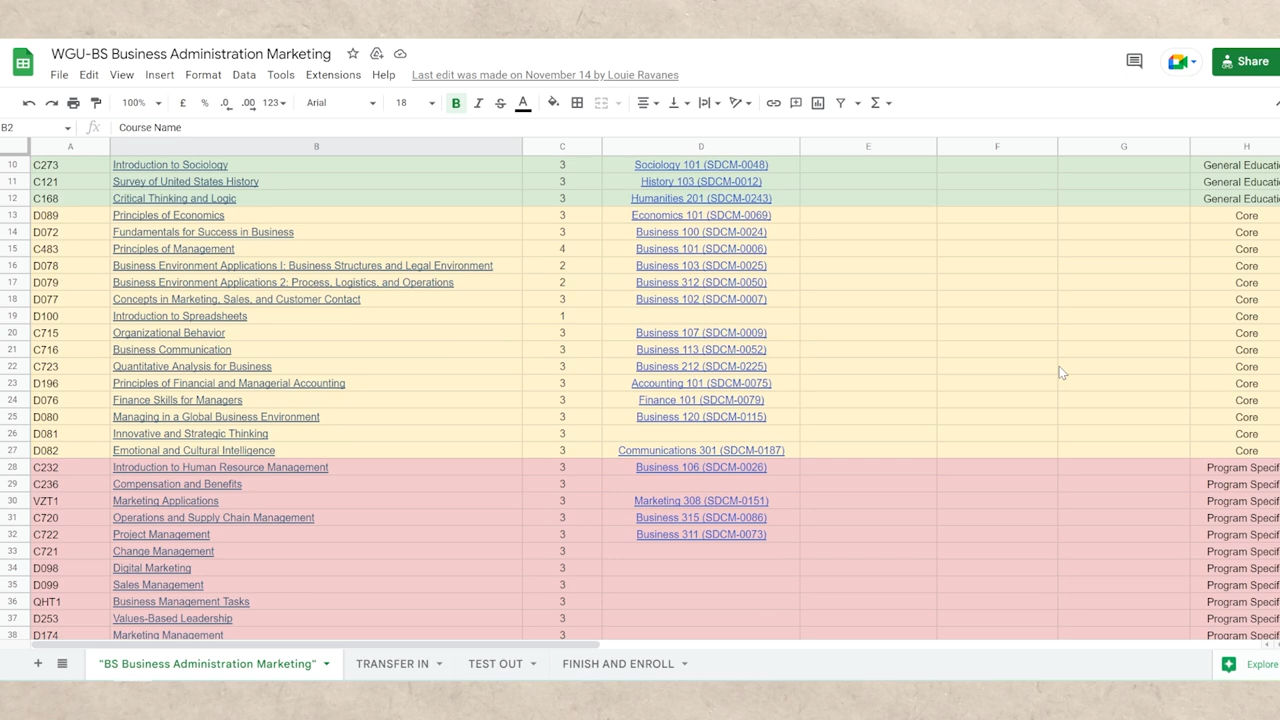 WGU-BS Business Administration Marketing
File Edit View Insert Format Data Tools Extensions Help Last edit was made on November 14 by Louie Ravanes
Share
100% £ % .0 .00 123 Arial 18 B I S A
B2 fx Course Name
A B C D E F G H
10 C273 Introduction to Sociology 3 Sociology 101 (SDCM-0048) General Educati
11 C121 Survey of United States History 3 History 103 (SDCM-0012) General Educati
12 C168 Critical Thinking and Logic 3 Humanities 201 (SDCM-0243) General Educati
13 D089 Principles of Economics 3 Economics 101 (SDCM-0069) Core
14 D072 Fundamentals for Success in Business 3 Business 100 (SDCM-0024) Core
15 C483 Principles of Management 4 Business 101 (SDCM-0006) Core
16 D078 Business Environment Applications I: Business Structures and Legal Environment 2 Business 103 (SDCM-0025) Core
17 D079 Business Environment Applications 2: Process, Logistics, and Operations 2 Business 312 (SDCM-0050) Core
18 D077 Concepts in Marketing, Sales, and Customer Contact 3 Business 102 (SDCM-0007) Core
19 D100 Introduction to Spreadsheets 1 Core
20 C715 Organizational Behavior 3 Business 107 (SDCM-0009) Core
21 C716 Business Communication 3 Business 113 (SDCM-0052) Core
22 C723 Quantitative Analysis for Business 3 Business 212 (SDCM-0225) Core
23 D196 Principles of Financial and Managerial Accounting 3 Accounting 101 (SDCM-0075) Core
24 D076 Finance Skills for Managers 3 Finance 101 (SDCM-0079) Core
25 D080 Managing in a Global Business Environment 3 Business 120 (SDCM-0115) Core
26 D081 Innovative and Strategic Thinking 3 Core
27 D082 Emotional and Cultural Intelligence 3 Communications 301 (SDCM-0187) Core
28 C232 Introduction to Human Resource Management 3 Business 106 (SDCM-0026) Program Specif
29 C236 Compensation and Benefits 3 Program Specif
30 VZT1 Marketing Applications 3 Marketing 308 (SDCM-0151) Program Specif
31 C720 Operations and Supply Chain Management 3 Business 315 (SDCM-0086) Program Specif
32 C722 Project Management 3 Business 311 (SDCM-0073) Program Specif
33 C721 Change Management 3 Program Specif
34 D098 Digital Marketing 3 Program Specif
35 D099 Sales Management 3 Program Specif
36 QHT1 Business Management Tasks 3 Program Specif
37 D253 Values-Based Leadership 3 Program Specif
38 D174 Marketing Management 3 Program Specif
"BS Business Administration Marketing" TRANSFER IN TEST OUT FINISH AND ENROLL Explore